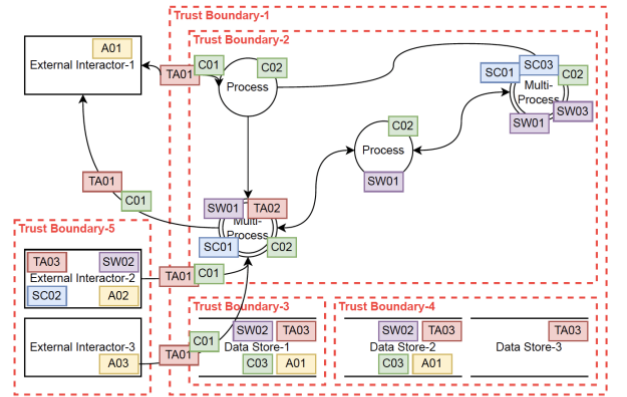 Trust Boundary-1
Trust Boundary-2
A01
External Interactor-1
TA01
C01
C02
Process
SC03
SC01
C02
Multi-
Process
SW03
SW01
C02
Process
SW01
TA01
C01
SW01
TA02
Multi-
Process
SC01
C02
Trust Boundary-5
TA03
SW02
External Interactor-2
SC02
A02
TA01
C01
External Interactor-3
A03
TA01
C01
Trust Boundary-3
SW02
TA03
Data Store-1
C03
A01
Trust Boundary-4
SW02
TA03
Data Store-2
C03
A01
TA03
Data Store-3